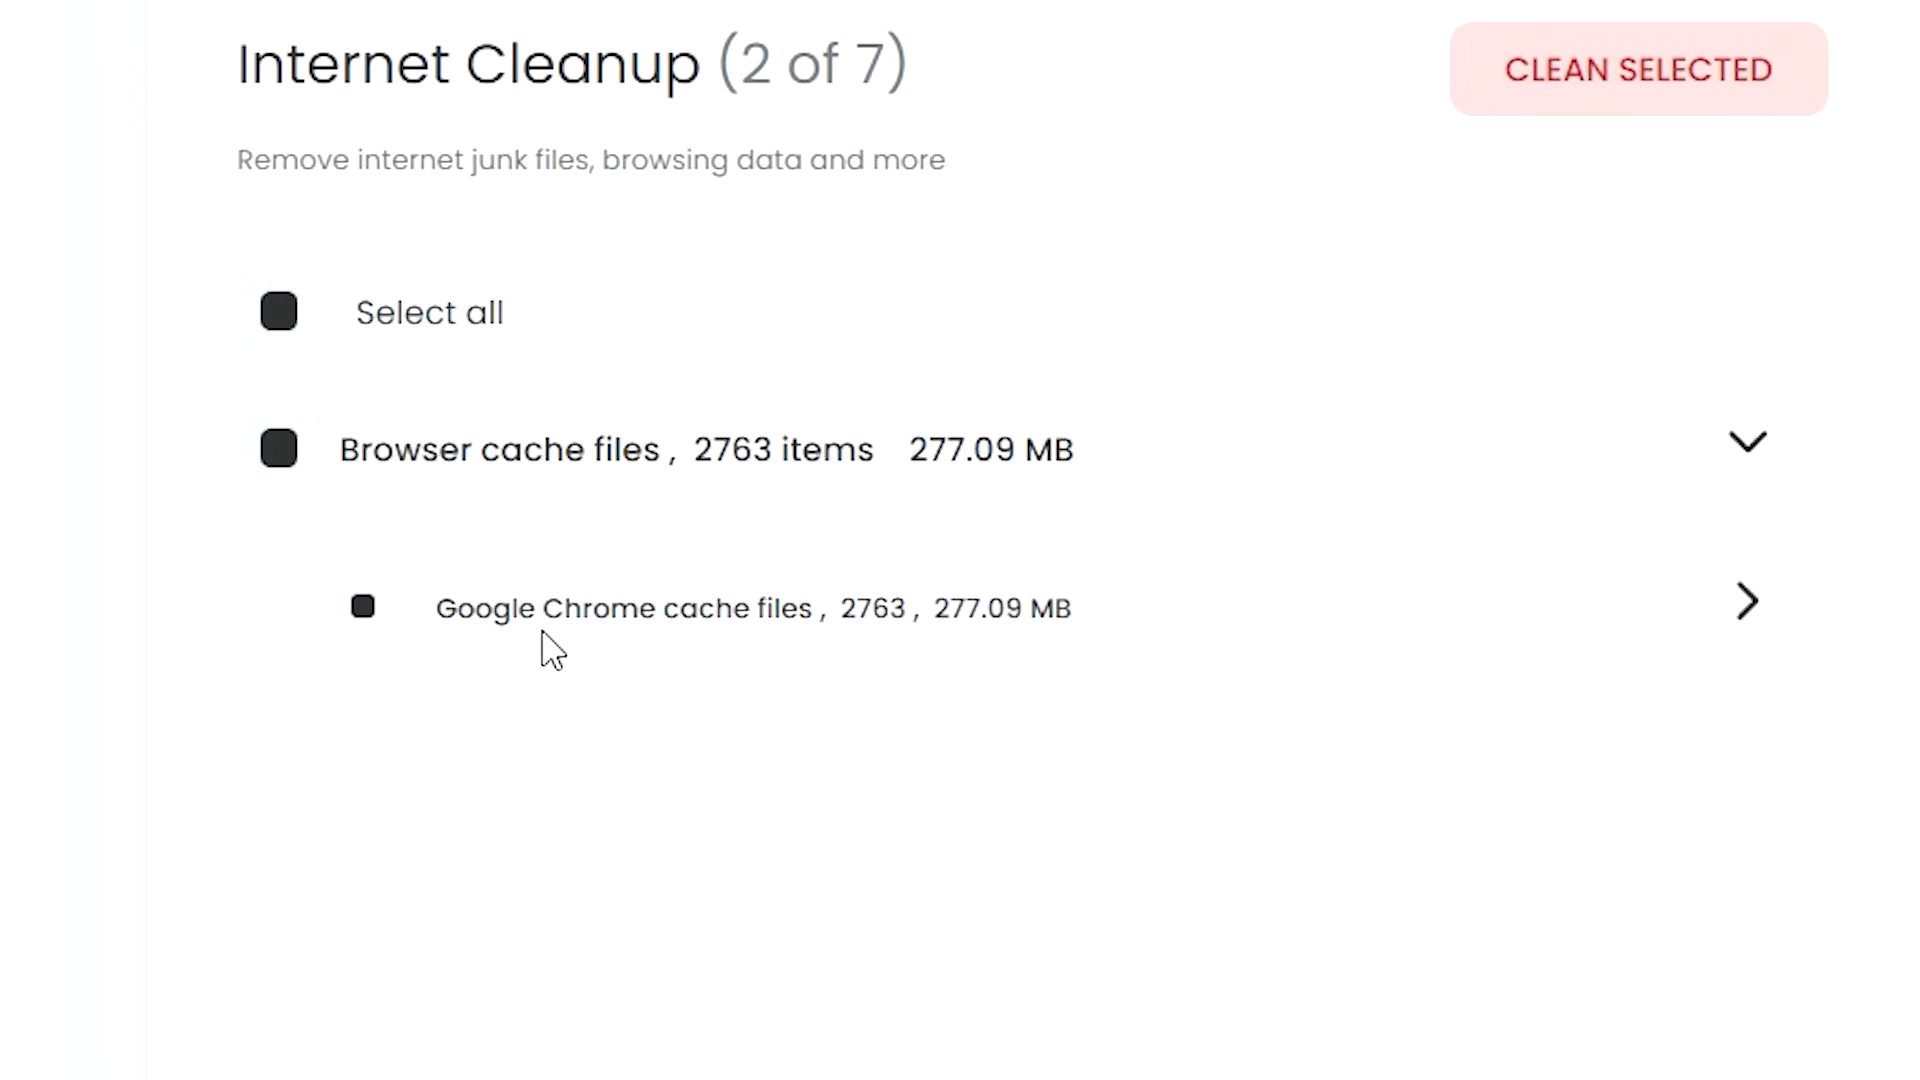 Internet Cleanup (2 of 7)
CLEAN SELECTED
Remove internet junk files, browsing data and more
Select all
Browser cache files , 2763 items 277.09 MB
Google Chrome cache files , 2763 , 277.09 MB